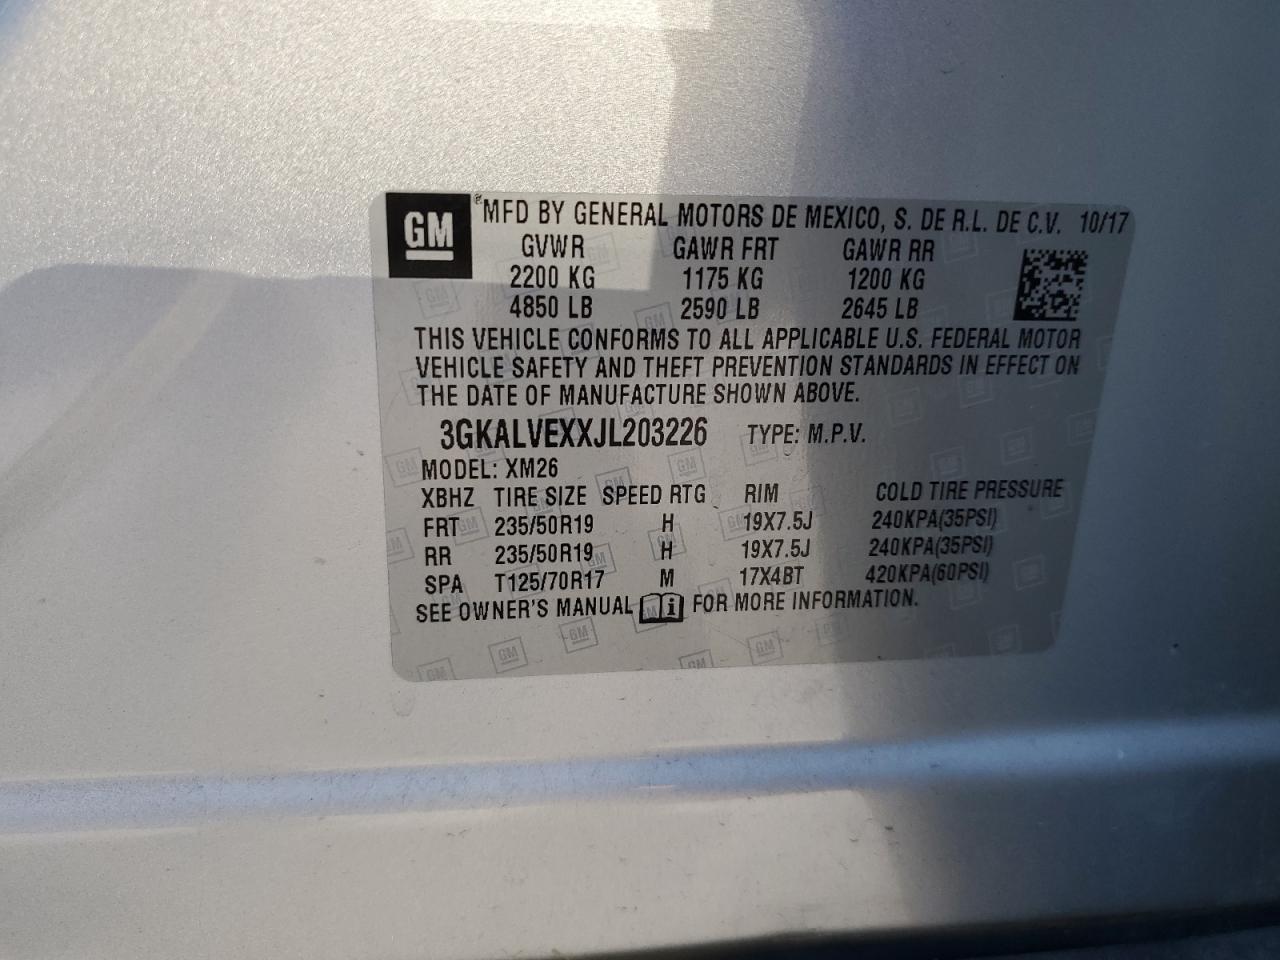 GM ® MFD BY GENERAL MOTORS DE MEXICO, S. DE R.L. DE C.V. 10/17
GVWR GAWR FRT GAWR RR
2200 KG 1175 KG 1200 KG
4850 LB 2590 LB 2645 LB
THIS VEHICLE CONFORMS TO ALL APPLICABLE U.S. FEDERAL MOTOR
VEHICLE SAFETY AND THEFT PREVENTION STANDARDS IN EFFECT ON
THE DATE OF MANUFACTURE SHOWN ABOVE.
3GKALVEXXJL203226 TYPE: M.P.V.
MODEL: XM26
XBHZ TIRE SIZE SPEED RTG RIM COLD TIRE PRESSURE
FRT 235/50R19 H 19X7.5J 240KPA(35PSI)
RR 235/50R19 H 19X7.5J 240KPA(35PSI)
SPA T125/70R17 M 17X4BT 420KPA(60PSI)
SEE OWNER'S MANUAL i FOR MORE INFORMATION.